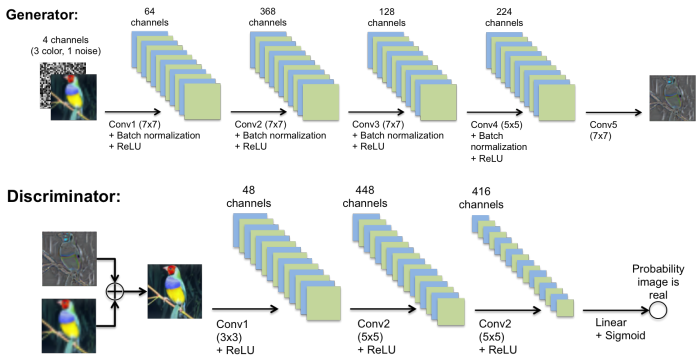 Generator:
4 channels
(3 color, 1 noise)
64
channels
368
channels
128
channels
224
channels
Conv1 (7x7)
+ Batch normalization
+ ReLU
Conv2 (7x7)
+ Batch normalization
+ ReLU
Conv3 (7x7)
+ Batch normalization
+ ReLU
Conv4 (5x5)
+ Batch
normalization
+ ReLU
Conv5
(7x7)
Discriminator:
48
channels
448
channels
416
channels
Conv1
(3x3)
+ ReLU
Conv2
(5x5)
+ ReLU
Conv2
(5x5)
+ ReLU
Linear
+ Sigmoid
Probability
image is
real